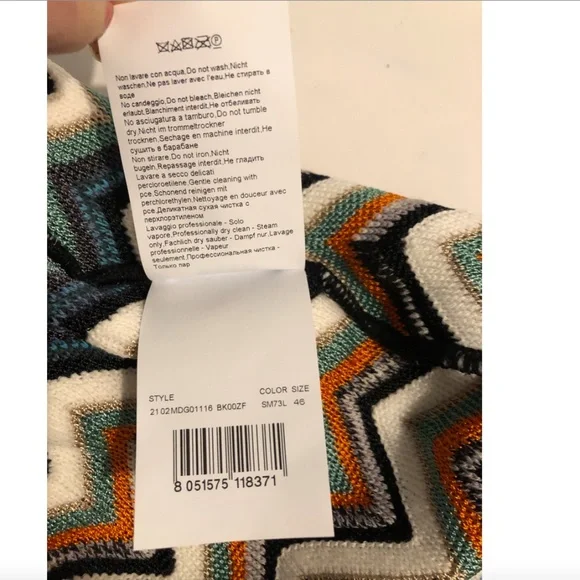 P
Non lavare con acqua,Do not wash,Nicht
waschen,Ne pas laver avec l'eau,Не стирать в
воде
No candeggio,Do not bleach,Bleichen nicht
erlaubt,Blanchiment interdit,Не отбеливать
No asciugatura a tamburo,Do not tumble
dry,Nicht im trommeltrockner
trocknen,Sechage en machine interdit,Не
сушить в барабане
Non stirare,Do not iron,Nicht
bugeln,Repassage interdit,Не гладить
Lavare a secco delicati
percloroetilene,Gentle cleaning with
pce,Schonend reinigen mit
perchlorethylen,Nettoyage en douceur avec
pce,Деликатная сухая чистка с
перхлорэтиленом
Lavaggio professionale - Solo
vapore,Professionally dry clean - Steam
only,Fachlich dry sauber - Dampf nur,Lavage
professionnelle - Vapeur
seulement,Профессиональная чистка -
Только пар
STYLE COLOR SIZE
2102MDG01116 BK00ZF SM73L 46
8 051575 118371